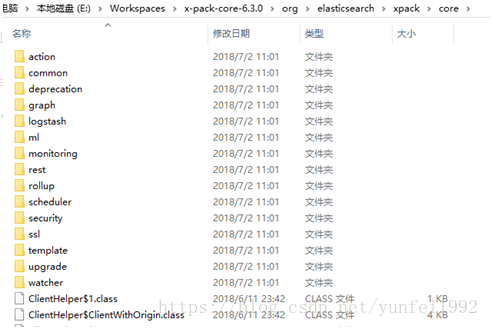 电脑 › 本地磁盘 (E:) › Workspaces › x-pack-core-6.3.0 › org › elasticsearch › xpack › core ›
名称 修改日期 类型 大小
action 2018/7/2 11:01 文件夹
common 2018/7/2 11:01 文件夹
deprecation 2018/7/2 11:01 文件夹
graph 2018/7/2 11:01 文件夹
logstash 2018/7/2 11:01 文件夹
ml 2018/7/2 11:01 文件夹
monitoring 2018/7/2 11:01 文件夹
rest 2018/7/2 11:01 文件夹
rollup 2018/7/2 11:01 文件夹
scheduler 2018/7/2 11:01 文件夹
security 2018/7/2 11:01 文件夹
ssl 2018/7/2 11:01 文件夹
template 2018/7/2 11:01 文件夹
upgrade 2018/7/2 11:01 文件夹
watcher 2018/7/2 11:01 文件夹
ClientHelper$1.class 2018/6/11 23:42 CLASS 文件 1 KB
https://blog.csdn.net/yunfei1992
ClientHelper$ClientWithOrigin.class 2018/6/11 23:42 CLASS 文件 4 KB